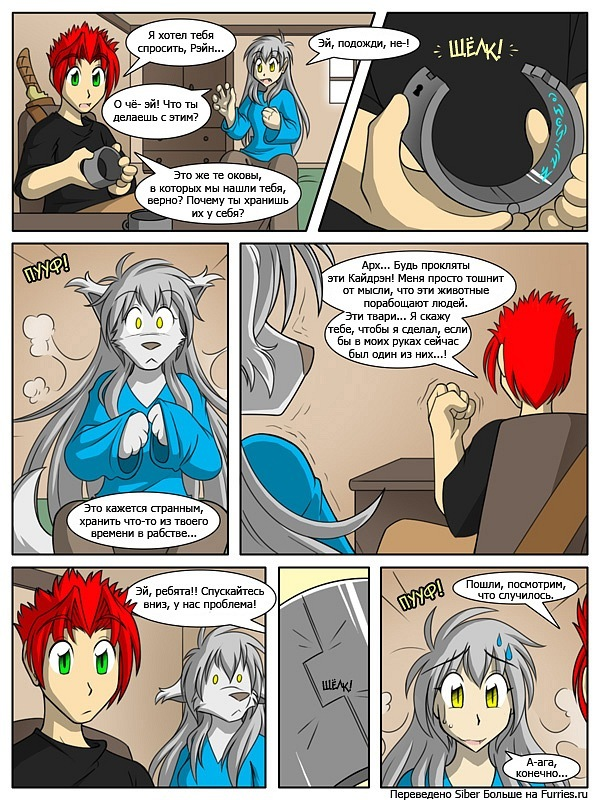 Я хотел тебя
спросить, Рэйн...
Эй, подожди, не-!
О чё- эй! Что ты
делаешь с этим?
Это же те оковы,
в которых мы нашли тебя,
верно? Почему ты хранишь
их у себя?
ЩЁЛК!
ПУУФ!
Это кажется странным,
хранить что-то из твоего
времени в рабстве...
Арх... Будь прокляты
эти Кайдрэн! Меня просто тошнит
от мысли, что эти животные
порабощают людей.
Эти твари... Я скажу
тебе, чтобы я сделал, если
бы в моих руках сейчас
был один из них...!
Эй, ребята!! Спускайтесь
вниз, у нас проблема!
ЩЁЛК!
ПУУФ!
Пошли, посмотрим,
что случилось.
А-ага,
конечно...
Переведено Siber Больше на Furries.ru